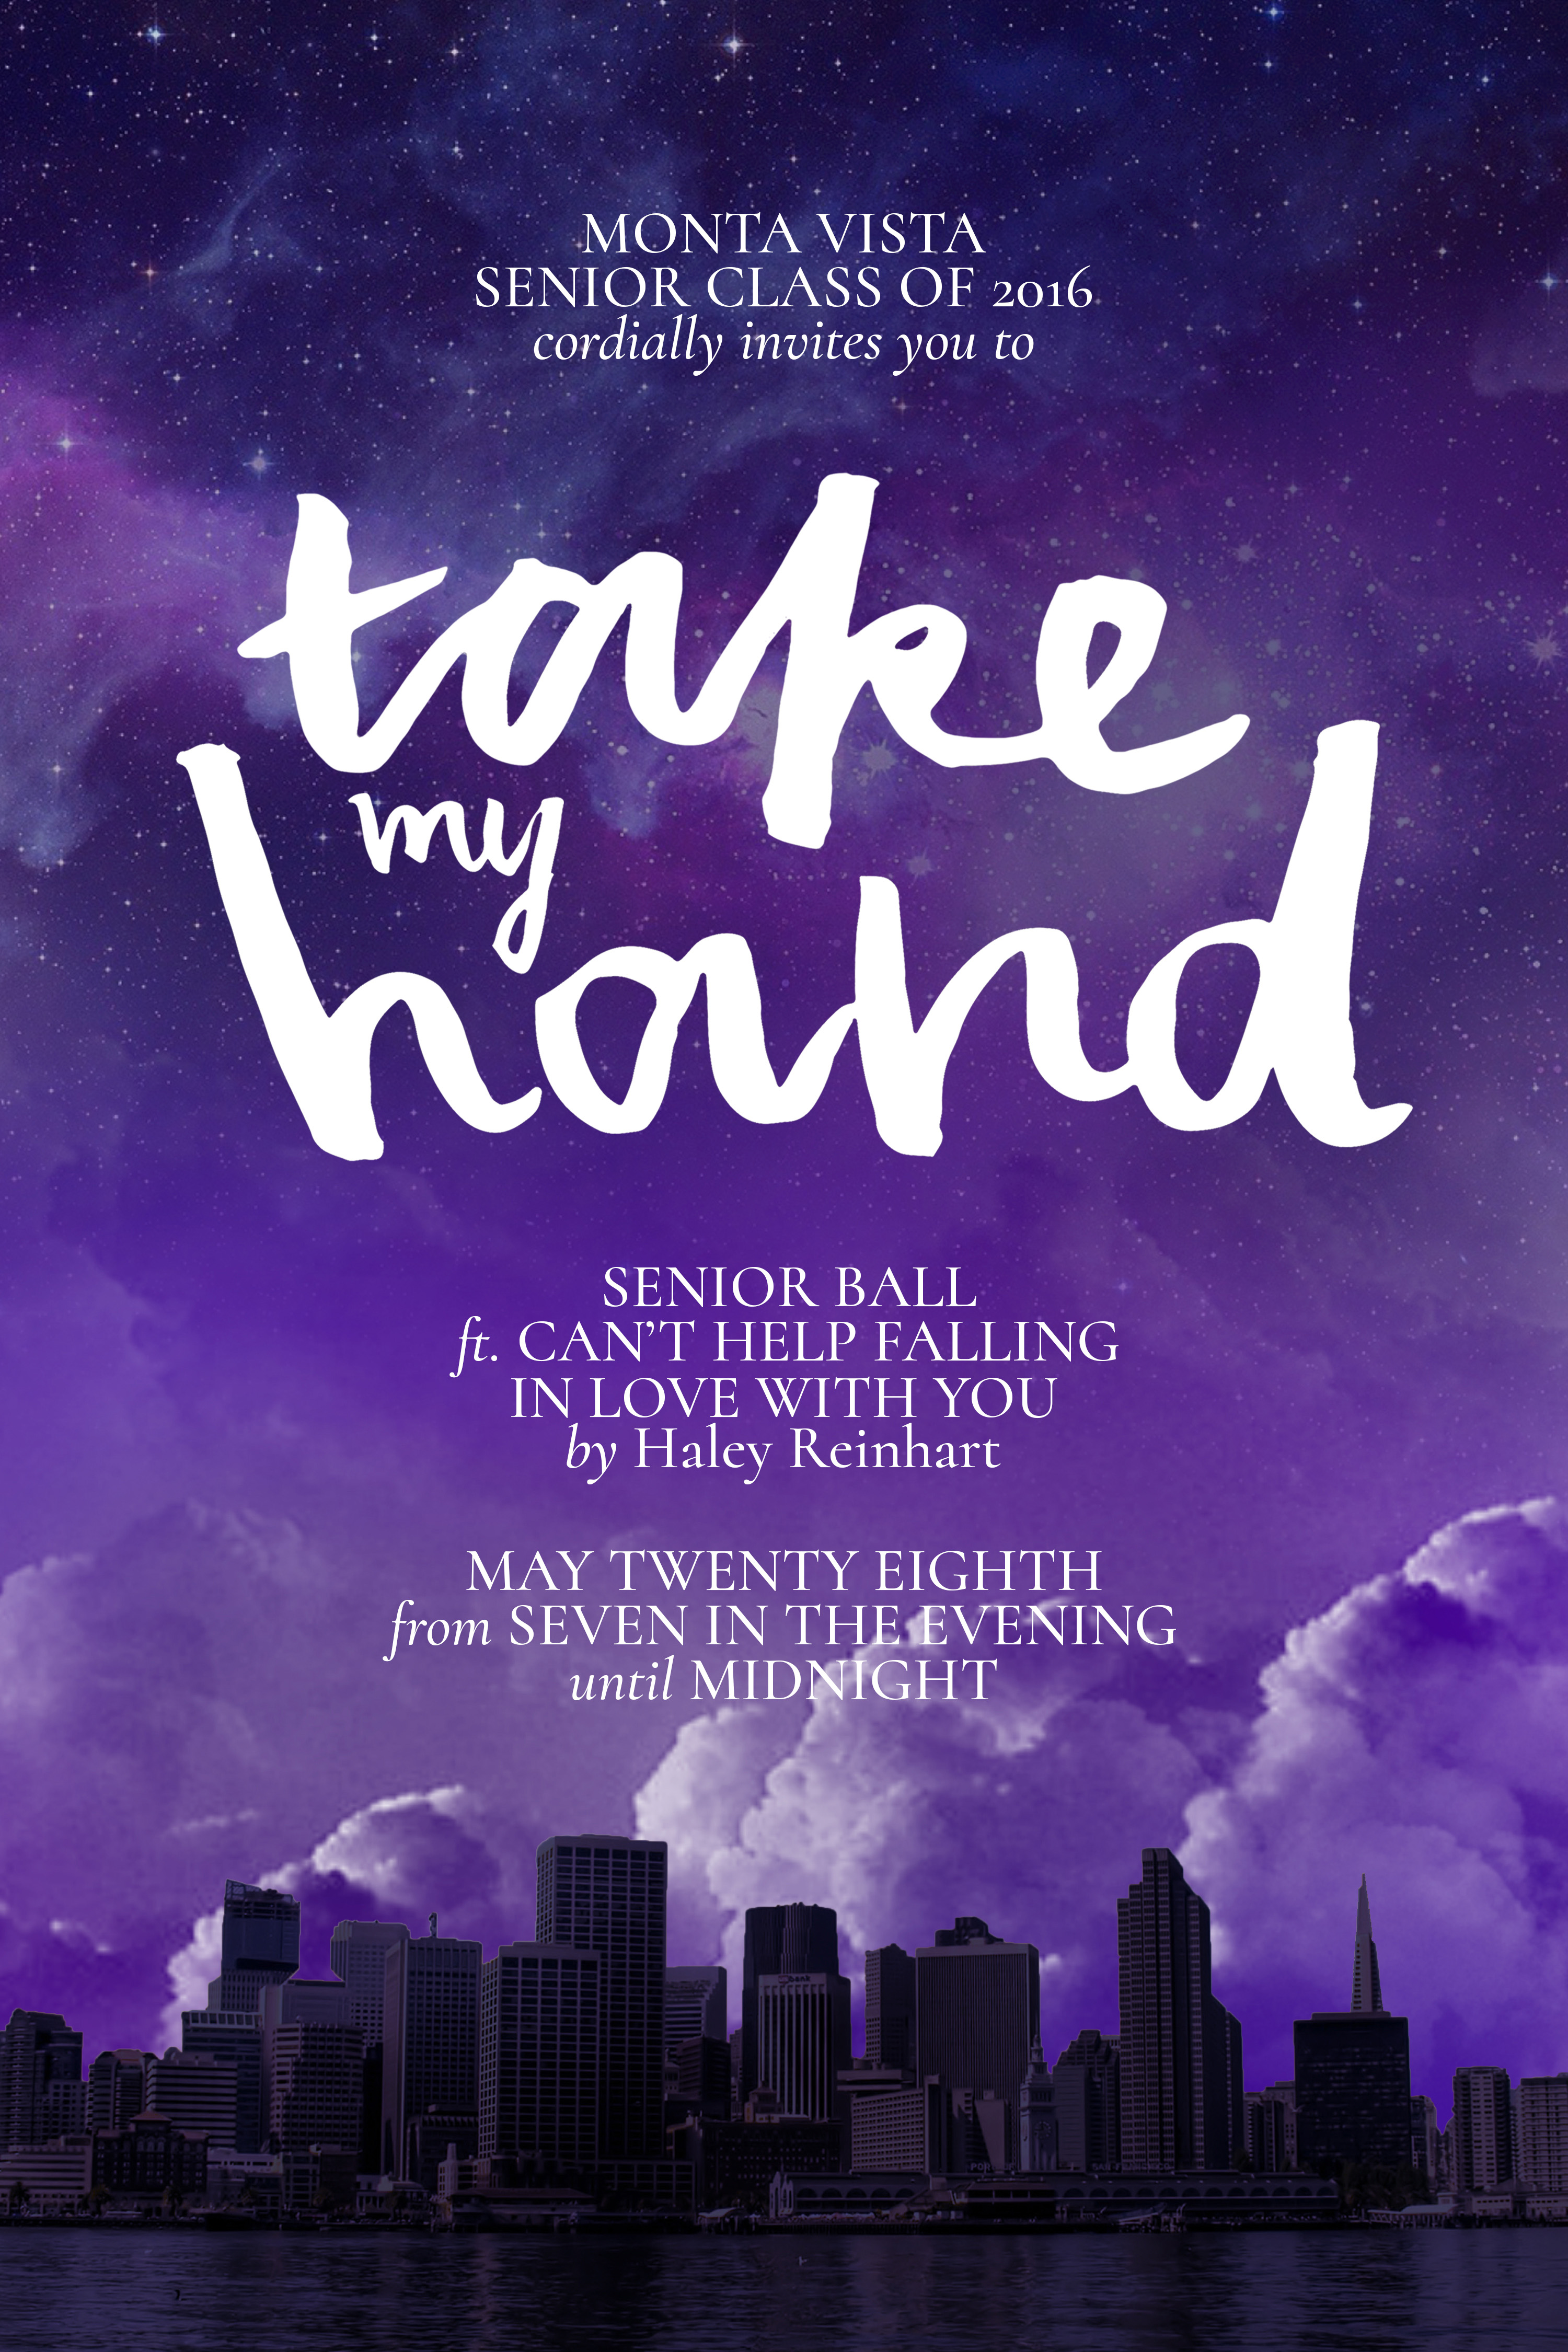 MONTA VISTA
SENIOR CLASS OF 2016
cordially invites you to
take
my
hand
SENIOR BALL
ft. CAN'T HELP FALLING
IN LOVE WITH YOU
by Haley Reinhart
MAY TWENTY EIGHTH
from SEVEN IN THE EVENING
until MIDNIGHT
bank